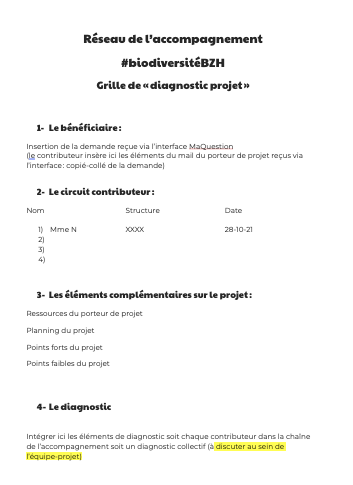 Réseau de l'accompagnement
#biodiversitéBZH
Grille de « diagnostic projet »
1- Le bénéficiaire :
Insertion de la demande reçue via l'interface MaQuestion
(le contributeur insère ici les éléments du mail du porteur de projet reçus via
l'interface : copié-collé de la demande)
2- Le circuit contributeur :
Nom Structure Date
1) Mme N XXXX 28-10-21
2)
3)
4)
3- Les éléments complémentaires sur le projet :
Ressources du porteur de projet
Planning du projet
Points forts du projet
Points faibles du projet
4- Le diagnostic
Intégrer ici les éléments de diagnostic soit chaque contributeur dans la chaîne
de l'accompagnement soit un diagnostic collectif (à discuter au sein de
l'équipe-projet)